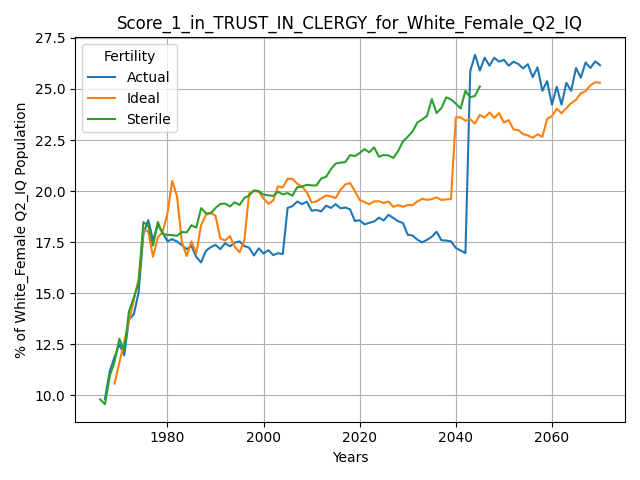 Score_1_in_TRUST_IN_CLERGY_for_White_Female_Q2_IQ
27.5
25.0
22.5
20.0
17.5
15.0
12.5
10.0
% of White_Female Q2_IQ Population
Fertility
Actual
Ideal
Sterile
1980
2000
2020
2040
2060
Years